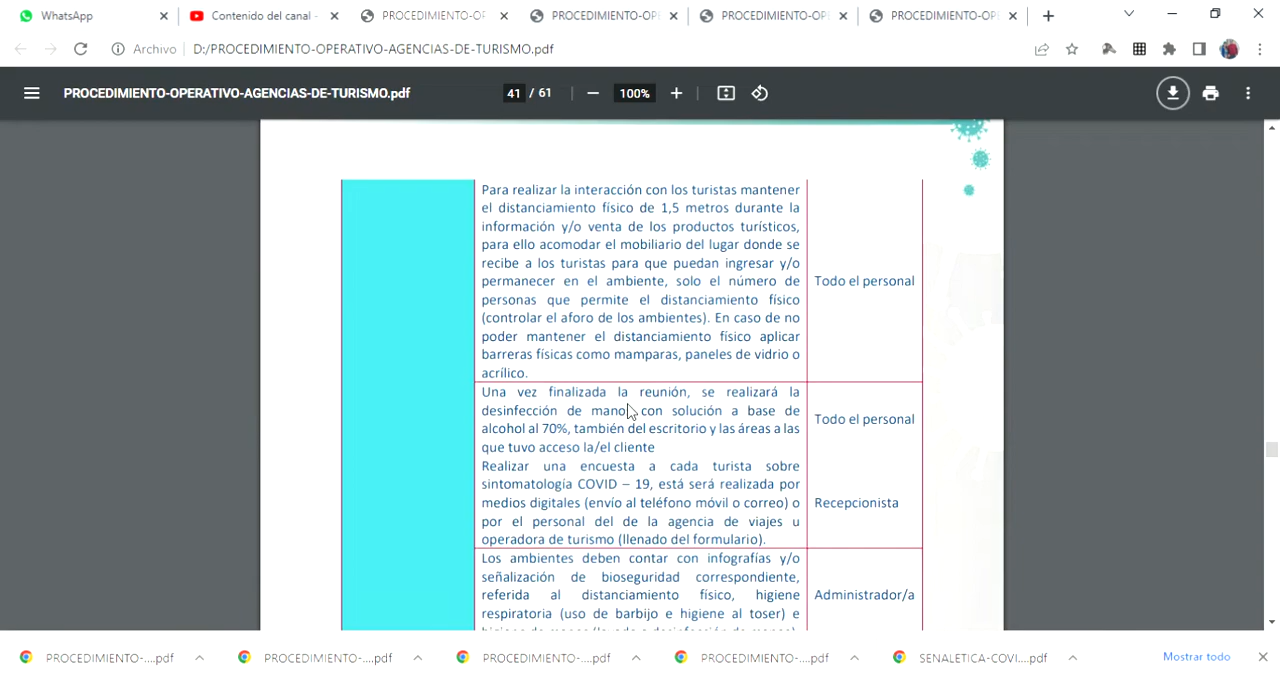 WhatsApp
Contenido del canal -
PROCEDIMIENTO-OP
PROCEDIMIENTO-OPE
PROCEDIMIENTO-OPE
PROCEDIMIENTO-OPE
Archivo
D:/PROCEDIMIENTO-OPERATIVO-AGENCIAS-DE-TURISMO.pdf
PROCEDIMIENTO-OPERATIVO-AGENCIAS-DE-TURISMO.pdf
41 / 61
100%
Para realizar la interacción con los turistas mantener
el distanciamiento físico de 1,5 metros durante la
información y/o venta de los productos turísticos,
para ello acomodar el mobiliario del lugar donde se
recibe a los turistas para que puedan ingresar y/o
permanecer en el ambiente, solo el número de
personas que permite el distanciamiento físico
(controlar el aforo de los ambientes). En caso de no
poder mantener el distanciamiento físico aplicar
barreras físicas como mamparas, paneles de vidrio o
acrílico.
Todo el personal
Una vez finalizada la reunión, se realizará la
desinfección de manos con solución a base de
alcohol al 70%, también del escritorio y las áreas a las
que tuvo acceso la/el cliente
Todo el personal
Realizar una encuesta a cada turista sobre
sintomatología COVID – 19, está será realizada por
medios digitales (envío al teléfono móvil o correo) o
por el personal del de la agencia de viajes u
operadora de turismo (llenado del formulario).
Recepcionista
Los ambientes deben contar con infografías y/o
señalización de bioseguridad correspondiente,
referida al distanciamiento físico, higiene
respiratoria (uso de barbijo e higiene al toser) e
higiene de manos (lavado o desinfección de manos)
Administrador/a
PROCEDIMIENTO-....pdf
PROCEDIMIENTO-....pdf
PROCEDIMIENTO-....pdf
PROCEDIMIENTO-....pdf
SENALETICA-COVI....pdf
Mostrar todo